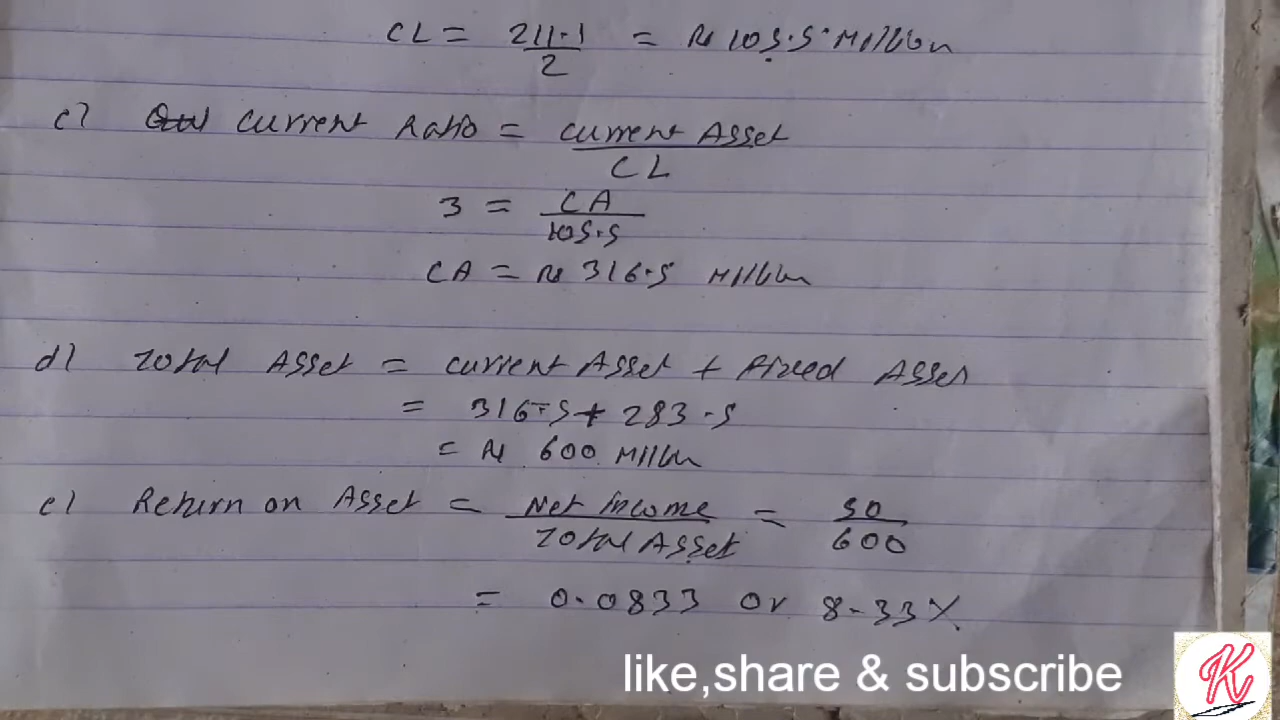 CL = 211.1 / 2 = Rs 105.5 Million
c) Current Ratio = Current Asset / CL
3 = CA / 105.5
CA = Rs 316.5 Million
d) Total Asset = Current Asset + Fixed Asset
= 316.5 + 283.5
= Rs 600 Million
e) Return on Asset = Net income / Total Asset = 50 / 600
= 0.0833 or 8.33%
like,share & subscribe
K